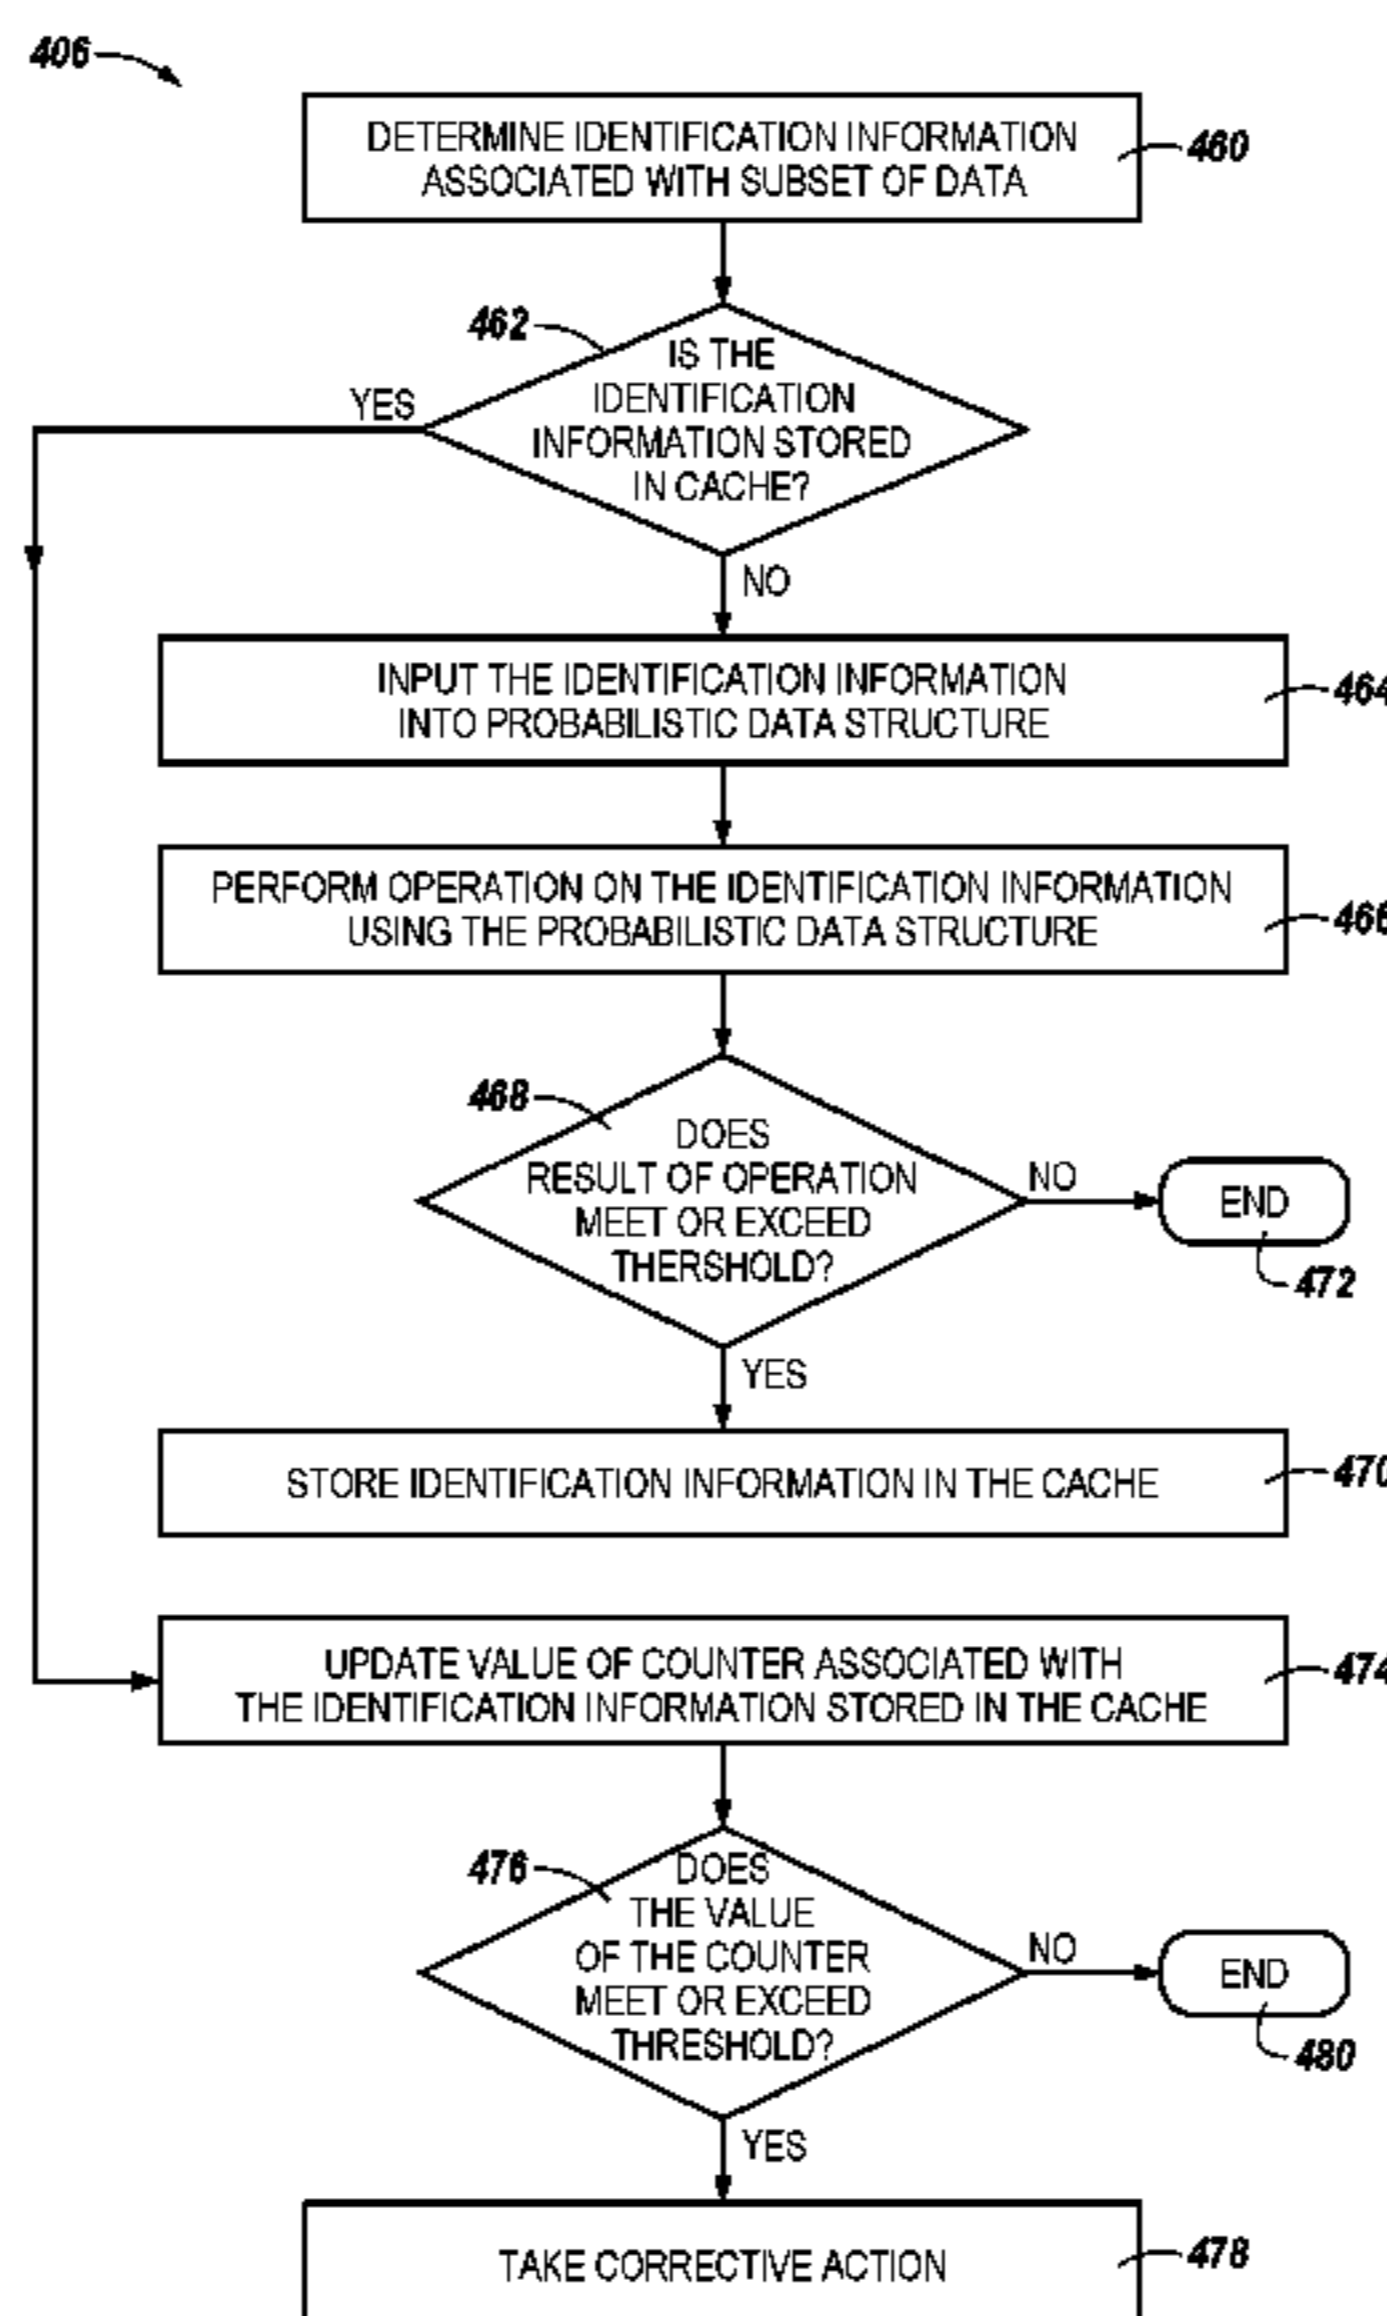 406
DETERMINE IDENTIFICATION INFORMATION
ASSOCIATED WITH SUBSET OF DATA
460
462
IS THE
IDENTIFICATION
INFORMATION STORED
IN CACHE?
YES
NO
INPUT THE IDENTIFICATION INFORMATION
INTO PROBABILISTIC DATA STRUCTURE
464
PERFORM OPERATION ON THE IDENTIFICATION INFORMATION
USING THE PROBABILISTIC DATA STRUCTURE
466
468
DOES
RESULT OF OPERATION
MEET OR EXCEED
THERSHOLD?
NO
END
472
YES
STORE IDENTIFICATION INFORMATION IN THE CACHE
470
UPDATE VALUE OF COUNTER ASSOCIATED WITH
THE IDENTIFICATION INFORMATION STORED IN THE CACHE
474
476
DOES
THE VALUE
OF THE COUNTER
MEET OR EXCEED
THRESHOLD?
NO
END
480
YES
TAKE CORRECTIVE ACTION
478